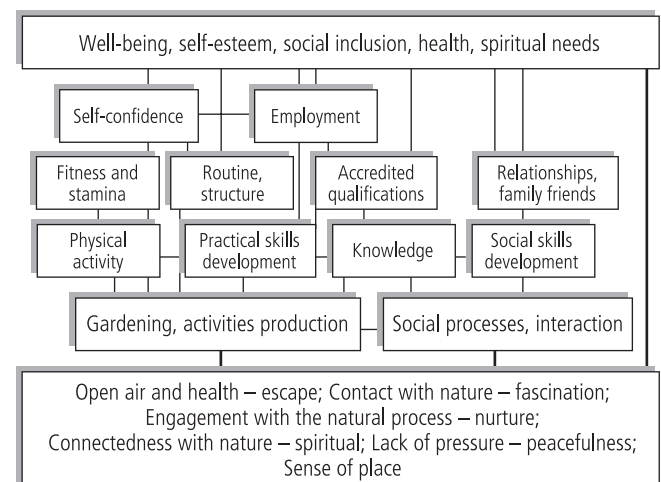 Well-being, self-esteem, social inclusion, health, spiritual needs
Self-confidence
Employment
Fitness and
stamina
Routine,
structure
Accredited
qualifications
Relationships,
family friends
Physical
activity
Practical skills
development
Knowledge
Social skills
development
Gardening, activities production
Social processes, interaction
Open air and health – escape; Contact with nature – fascination;
Engagement with the natural process – nurture;
Connectedness with nature – spiritual; Lack of pressure – peacefulness;
Sense of place